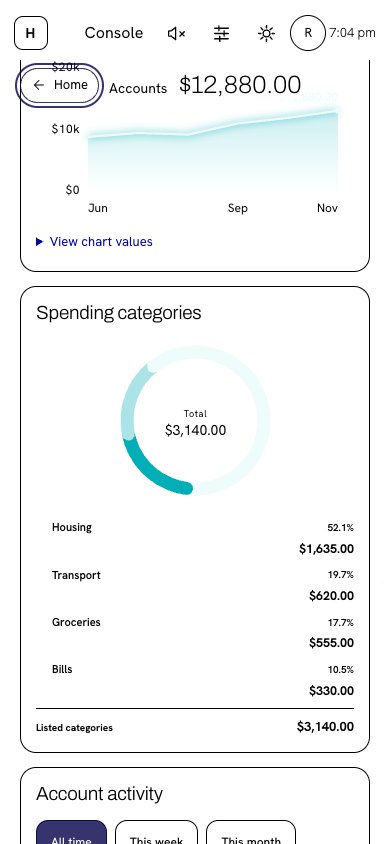 H
Console
R
7:04 pm
$20k
Home
Accounts
$12,880.00
$10k
$0
Jun
Sep
Nov
View chart values
Spending categories
Total
$3,140.00
Housing
52.1%
$1,635.00
Transport
19.7%
$620.00
Groceries
17.7%
$555.00
Bills
10.5%
$330.00
Listed categories
$3,140.00
Account activity
All time
This week
This month